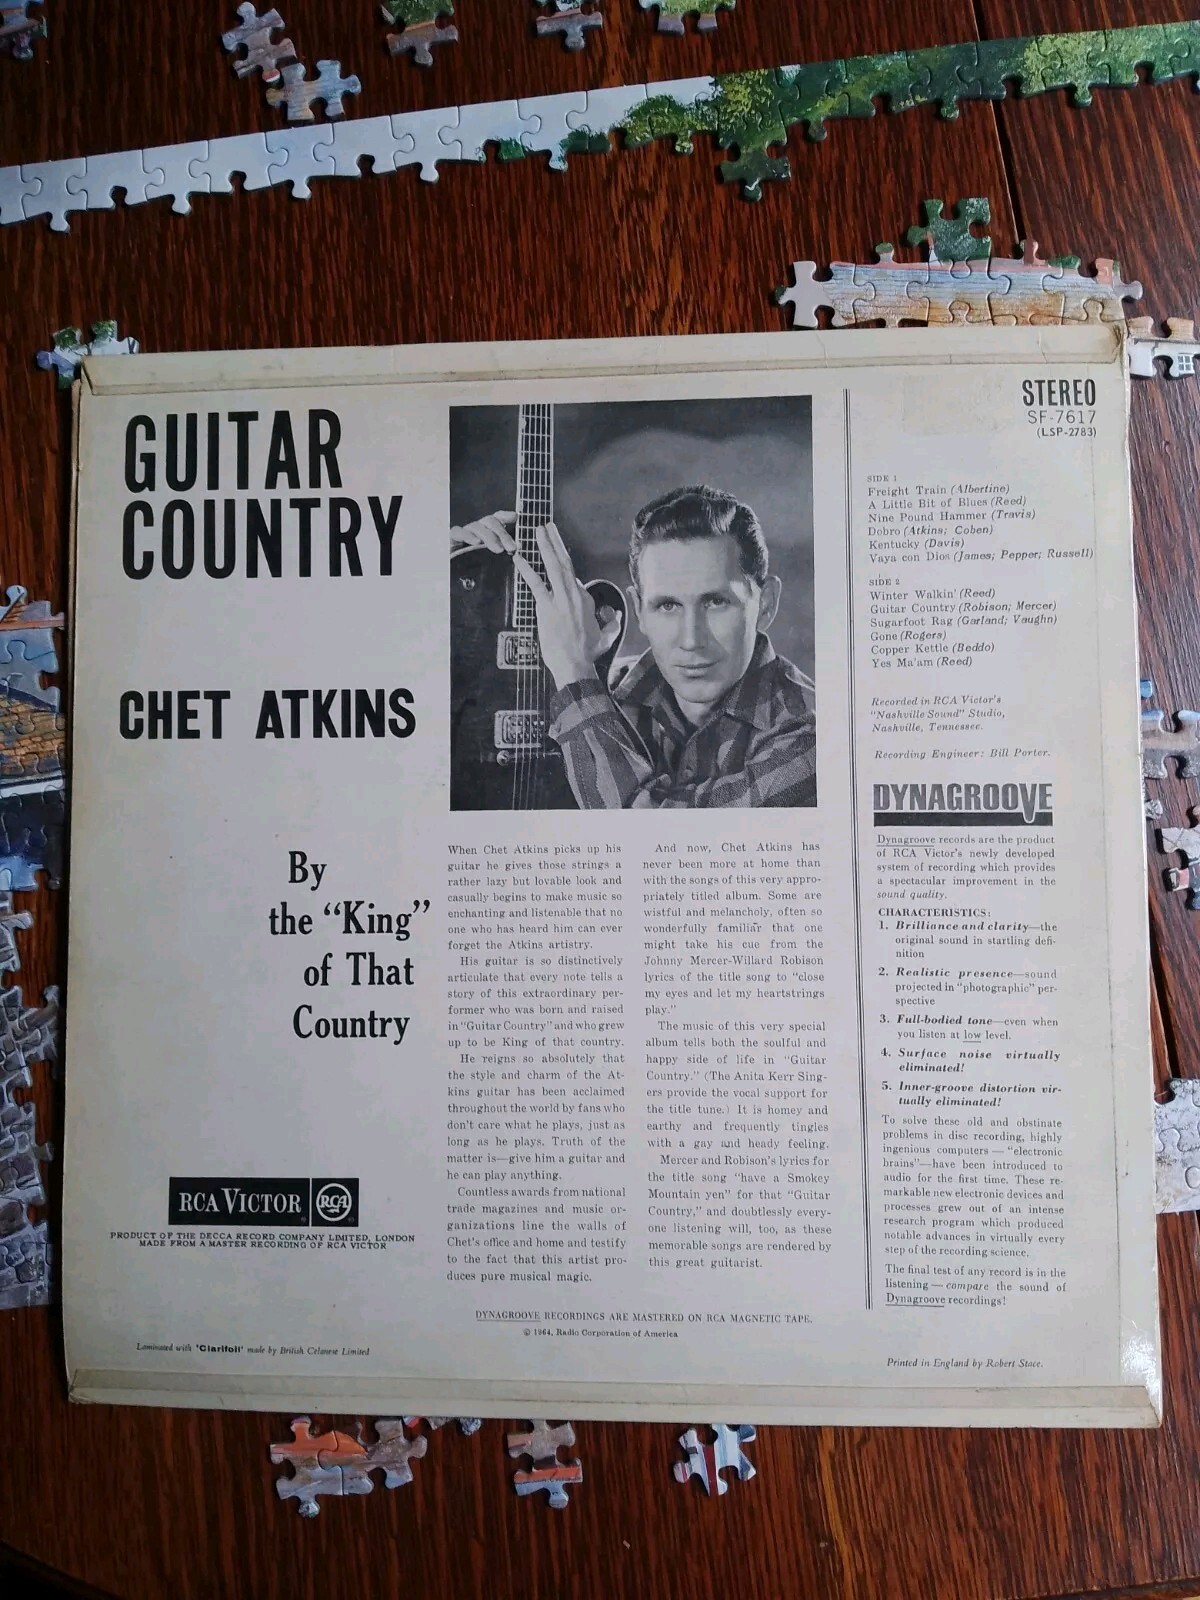 GUITAR
COUNTRY
CHET ATKINS
By
the "King"
of That
Country
RCA VICTOR RCA
PRODUCT OF THE DECCA RECORD COMPANY LIMITED, LONDON
MADE FROM A MASTER RECORDING OF RCA VICTOR
Laminated with 'Clarifoil' made by British Celanese Limited
When Chet Atkins picks up his
guitar he gives those strings a
rather lazy but lovable look and
casually begins to make music so
enchanting and listenable that no
one who has heard him can ever
forget the Atkins artistry.
His guitar is so distinctively
articulate that every note tells a
story of this extraordinary per-
former who was born and raised
in "Guitar Country" and who grew
up to be King of that country.
He reigns so absolutely that
the style and charm of the At-
kins guitar has been acclaimed
throughout the world by fans who
don't care what he plays, just as
long as he plays. Truth of the
matter is—give him a guitar and
he can play anything.
Countless awards from national
trade magazines and music or-
ganizations line the walls of
Chet's office and home and testify
to the fact that this artist pro-
duces pure musical magic.
And now, Chet Atkins has
never been more at home than
with the songs of this very appro-
priately titled album. Some are
wistful and melancholy, often so
wonderfully familiar that one
might take his cue from the
Johnny Mercer-Willard Robison
lyrics of the title song to "close
my eyes and let my heartstrings
play."
The music of this very special
album tells both the soulful and
happy side of life in "Guitar
Country." (The Anita Kerr Sing-
ers provide the vocal support for
the title tune.) It is homey and
earthy and frequently tingles
with a gay and heady feeling.
Mercer and Robison's lyrics for
the title song "have a Smokey
Mountain yen" for that "Guitar
Country," and doubtlessly every-
one listening will, too, as these
memorable songs are rendered by
this great guitarist.
DYNAGROOVE RECORDINGS ARE MASTERED ON RCA MAGNETIC TAPE.
© 1964, Radio Corporation of America
STEREO
SF-7617
(LSP-2783)
SIDE 1
Freight Train (Albertine)
A Little Bit of Blues (Reed)
Nine Pound Hammer (Travis)
Dobro (Atkins; Cohen)
Kentucky (Davis)
Vaya con Dios (James; Pepper; Russell)
SIDE 2
Winter Walkin' (Reed)
Guitar Country (Robison; Mercer)
Sugarfoot Rag (Garland; Vaughn)
Gone (Rogers)
Copper Kettle (Beddo)
Yes Ma'am (Reed)
Recorded in RCA Victor's
"Nashville Sound" Studio,
Nashville, Tennessee.
Recording Engineer: Bill Porter.
DYNAGROOVE
Dynagroove records are the product
of RCA Victor's newly developed
system of recording which provides
a spectacular improvement in the
sound quality.
CHARACTERISTICS:
1. Brilliance and clarity—the
original sound in startling defi-
nition
2. Realistic presence—sound
projected in "photographic" per-
spective
3. Full-bodied tone—even when
you listen at low level.
4. Surface noise virtually
eliminated!
5. Inner-groove distortion vir-
tually eliminated!
To solve these old and obstinate
problems in disc recording, highly
ingenious computers — "electronic
brains"—have been introduced to
audio for the first time. These re-
markable new electronic devices and
processes grew out of an intense
research program which produced
notable advances in virtually every
step of the recording science.
The final test of any record is in the
listening — compare the sound of
Dynagroove recordings!
Printed in England by Robert Stace.